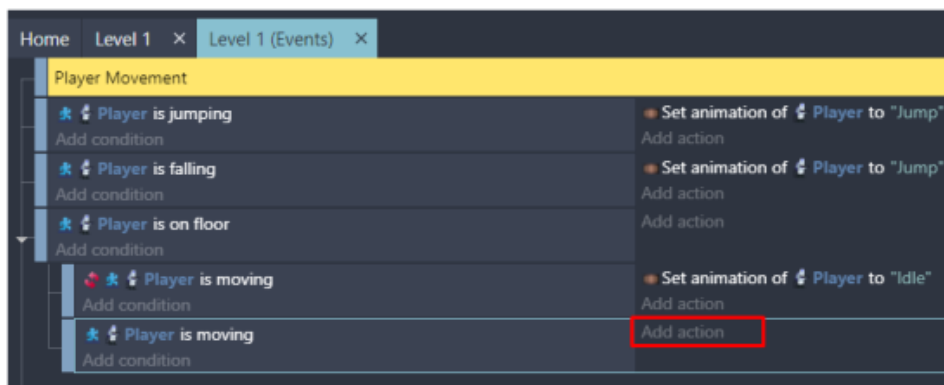 Home Level 1 × Level 1 (Events) ×
Player Movement
Player is jumping Set animation of Player to "Jump"
Add condition Add action
Player is falling Set animation of Player to "Jump"
Add condition Add action
Player is on floor Add action
Add condition
Player is moving Set animation of Player to "Idle"
Add condition Add action
Player is moving Add action
Add condition